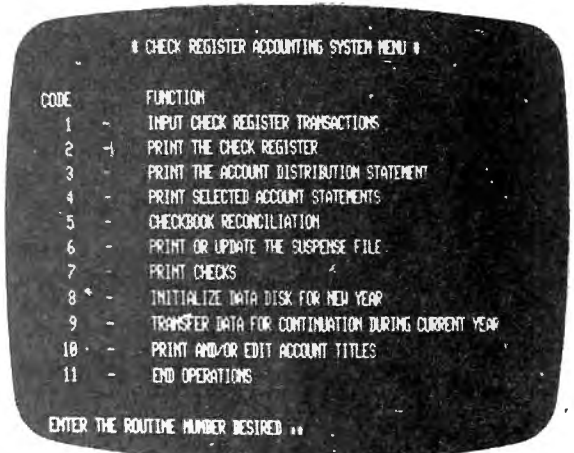 * CHECK REGISTER ACCOUNTING SYSTEM MENU *
CODE FUNCTION
1 - INPUT CHECK REGISTER TRANSACTIONS
2 - PRINT THE CHECK REGISTER
3 - PRINT THE ACCOUNT DISTRIBUTION STATEMENT
4 - PRINT SELECTED ACCOUNT STATEMENTS
5 - CHECKBOOK RECONCILIATION
6 - PRINT OR UPDATE THE SUSPENSE FILE
7 - PRINT CHECKS
8 - INITIALIZE DATA DISK FOR NEW YEAR
9 - TRANSFER DATA FOR CONTINUATION DURING CURRENT YEAR
10 - PRINT AND/OR EDIT ACCOUNT TITLES
11 - END OPERATIONS
ENTER THE ROUTINE NUMBER DESIRED ..